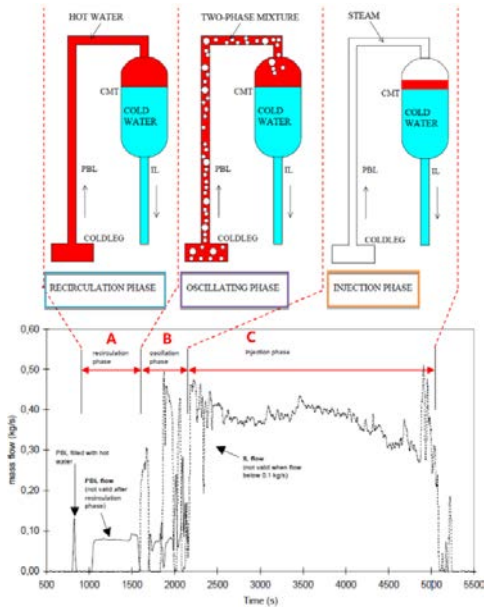 HOT WATER
TWO-PHASE MIXTURE
STEAM
CMT
COLD
WATER
PBL
IL
COLDLEG
CMT
COLD
WATER
PBL
IL
COLDLEG
CMT
COLD
WATER
PBL
IL
COLDLEG
RECIRCULATION PHASE
OSCILLATING PHASE
INJECTION PHASE
A
B
C
recirculation
phase
oscillation
phase
injection phase
PBL filled with hot
water
PBL flow
(not valid after
recirculation
phase)
IL flow
(not valid when flow
below 0.1 kg/s)
mass flow (kg/s)
0,60
0,50
0,40
0,30
0,20
0,10
0,00
500
1000
1500
2000
2500
3000
3500
4000
4500
5000
5500
Time (s)